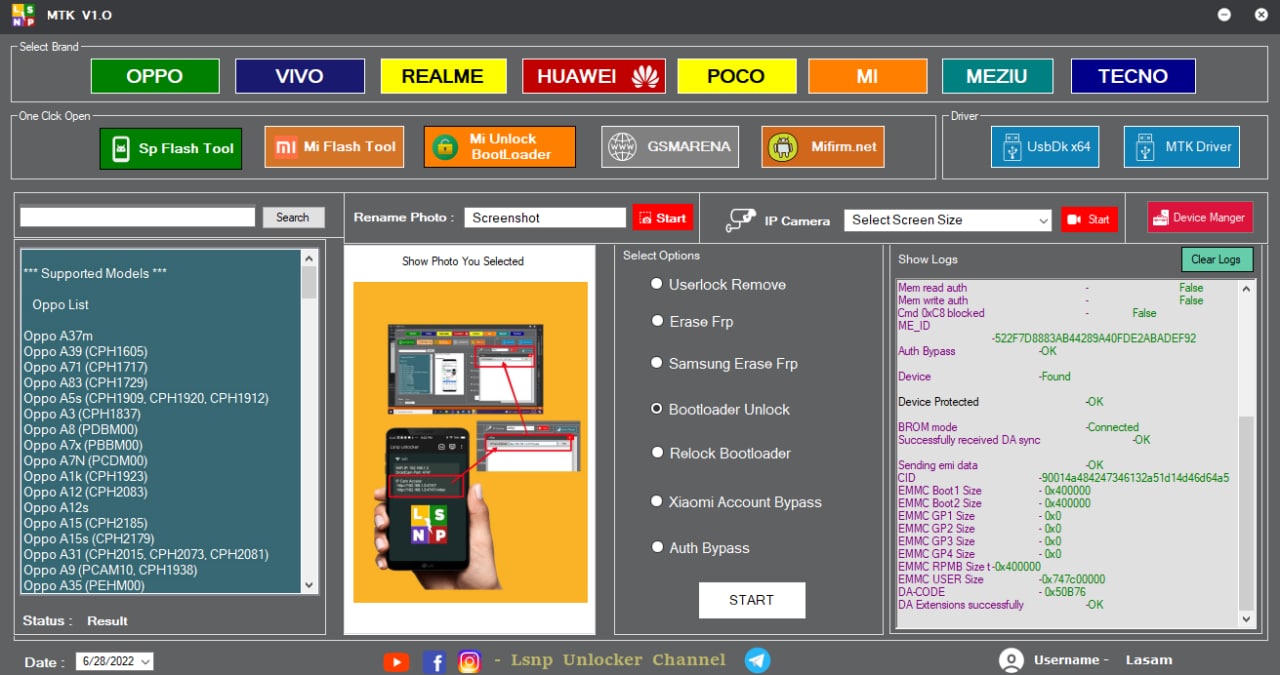 L S N P MTK V1.O
Select Brand
OPPO VIVO REALME HUAWEI POCO MI MEZIU TECNO
One Clck Open
Sp Flash Tool
mi Mi Flash Tool
Mi Unlock
BootLoader
WWW GSMARENA
Mifirm.net
Driver
UsbDk x64
MTK Driver
Search
Rename Photo :
Screenshot
Start
IP Camera
Select Screen Size
Start
Device Manger
*** Supported Models ***
Oppo List
Oppo A37m
Oppo A39 (CPH1605)
Oppo A71 (CPH1717)
Oppo A83 (CPH1729)
Oppo A5s (CPH1909, CPH1920, CPH1912)
Oppo A3 (CPH1837)
Oppo A8 (PDBM00)
Oppo A7x (PBBM00)
Oppo A7N (PCDM00)
Oppo A1k (CPH1923)
Oppo A12 (CPH2083)
Oppo A12s
Oppo A15 (CPH2185)
Oppo A15s (CPH2179)
Oppo A31 (CPH2015, CPH2073, CPH2081)
Oppo A9 (PCAM10, CPH1938)
Oppo A35 (PEHM00)
Status : Result
Show Photo You Selected
Lsnp unlocker
L S
N P
Select Options
Userlock Remove
Erase Frp
Samsung Erase Frp
Bootloader Unlock
Relock Bootloader
Xiaomi Account Bypass
Auth Bypass
START
Show Logs
Clear Logs
Mem read auth - False
Mem write auth - False
Cmd 0xC8 blocked - False
ME_ID
-522F7D8883AB44289A40FDE2ABADEF92
Auth Bypass -OK
Device -Found
Device Protected -OK
BROM mode -Connected
Successfully received DA sync -OK
Sending emi data -OK
CID -90014a484247346132a51d14d46d64a5
EMMC Boot1 Size - 0x400000
EMMC Boot2 Size - 0x400000
EMMC GP1 Size - 0x0
EMMC GP2 Size - 0x0
EMMC GP3 Size - 0x0
EMMC GP4 Size - 0x0
EMMC RPMB Size t -0x400000
EMMC USER Size -0x747c00000
DA-CODE - 0x50B76
DA Extensions successfully -OK
Date : 6/28/2022
- Lsnp Unlocker Channel
Username - Lasam